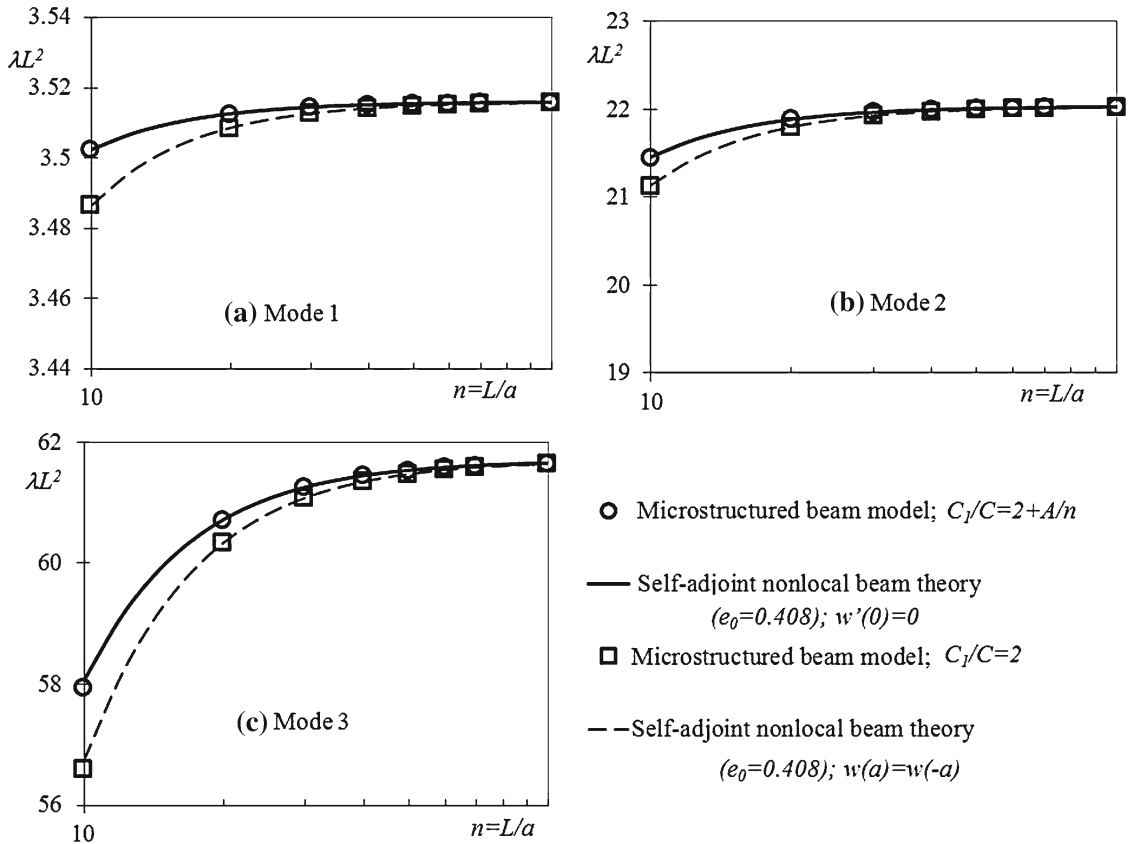 3.54
λL²
3.52
3.5
3.48
3.46
3.44
10
n=L/a
(a) Mode 1
23
λL²
22
21
20
19
10
n=L/a
(b) Mode 2
62
λL²
60
58
56
10
n=L/a
(c) Mode 3
Microstructured beam model; C₁/C=2+A/n
Self-adjoint nonlocal beam theory
(e₀=0.408); w’(0)=0
Microstructured beam model; C₁/C=2
Self-adjoint nonlocal beam theory
(e₀=0.408); w(a)=w(-a)